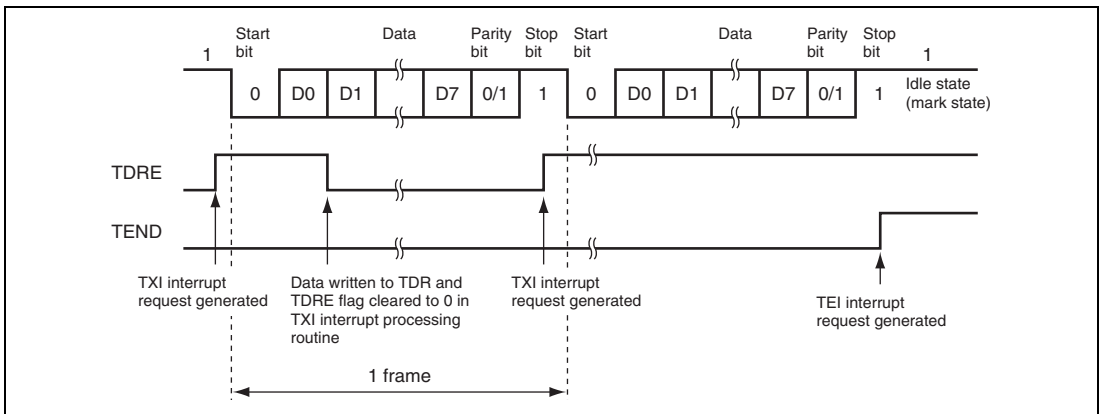 Start bit
Data
Parity bit
Stop bit
Start bit
Data
Parity bit
Stop bit
1
1
0
D0
D1
D7
0/1
1
0
D0
D1
D7
0/1
1
Idle state
(mark state)
TDRE
TEND
TXI interrupt
request generated
Data written to TDR and
TDRE flag cleared to 0 in
TXI interrupt processing
routine
TXI interrupt
request generated
TEI interrupt
request generated
1 frame